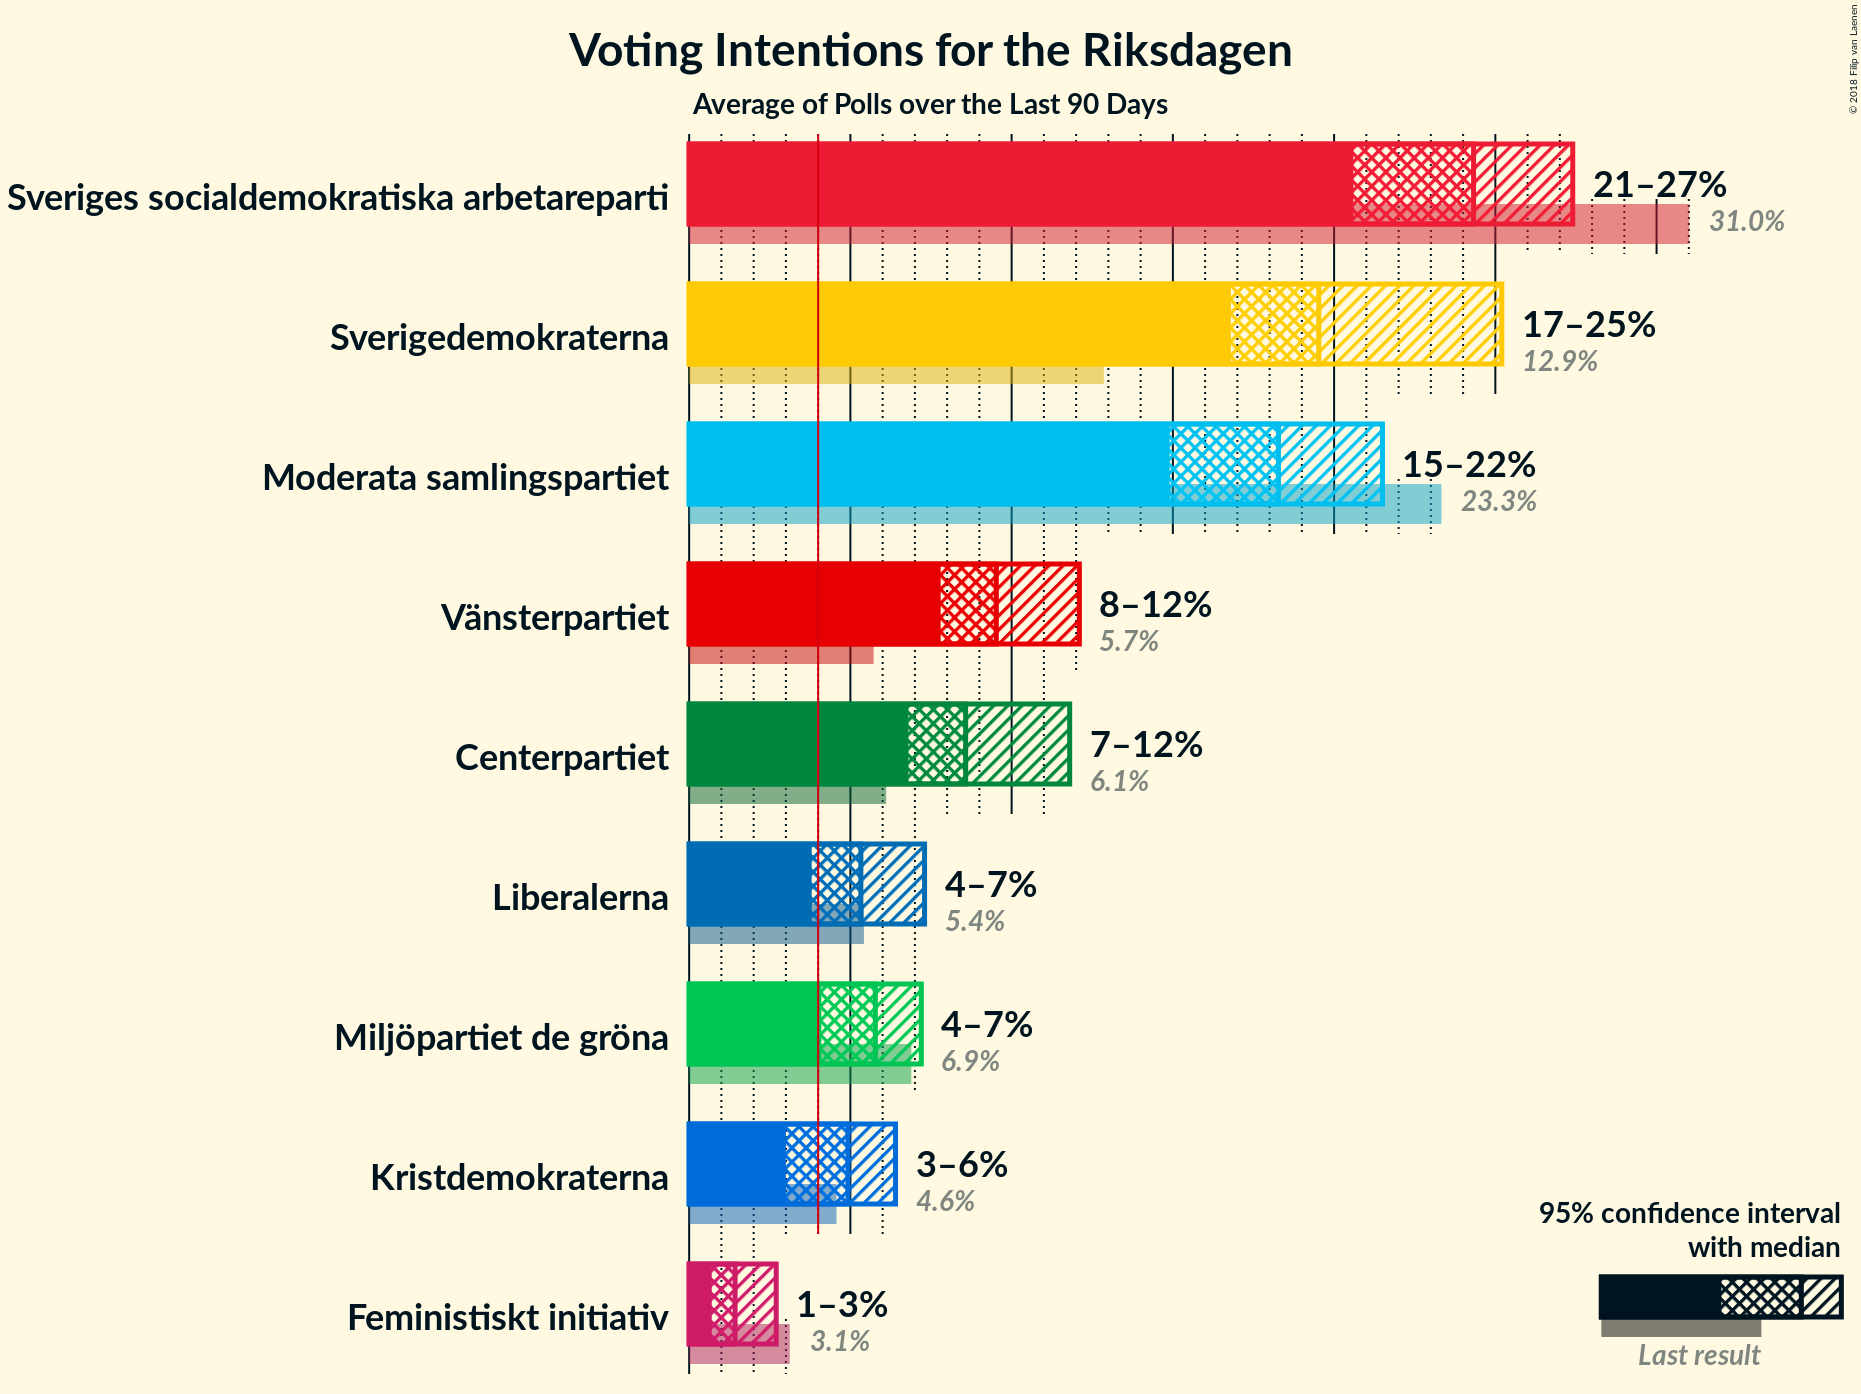 Voting Intentions for the Riksdagen
Average of Polls over the Last 90 Days
© 2018 Filip van Laenen
Sveriges socialdemokratiska arbetareparti
21–27%
31.0%
Sverigedemokraterna
17–25%
12.9%
Moderata samlingspartiet
15–22%
23.3%
Vänsterpartiet
8–12%
5.7%
Centerpartiet
7–12%
6.1%
Liberalerna
4–7%
5.4%
Miljöpartiet de gröna
4–7%
6.9%
Kristdemokraterna
3–6%
4.6%
Feministiskt initiativ
1–3%
3.1%
95% confidence interval
with median
Last result